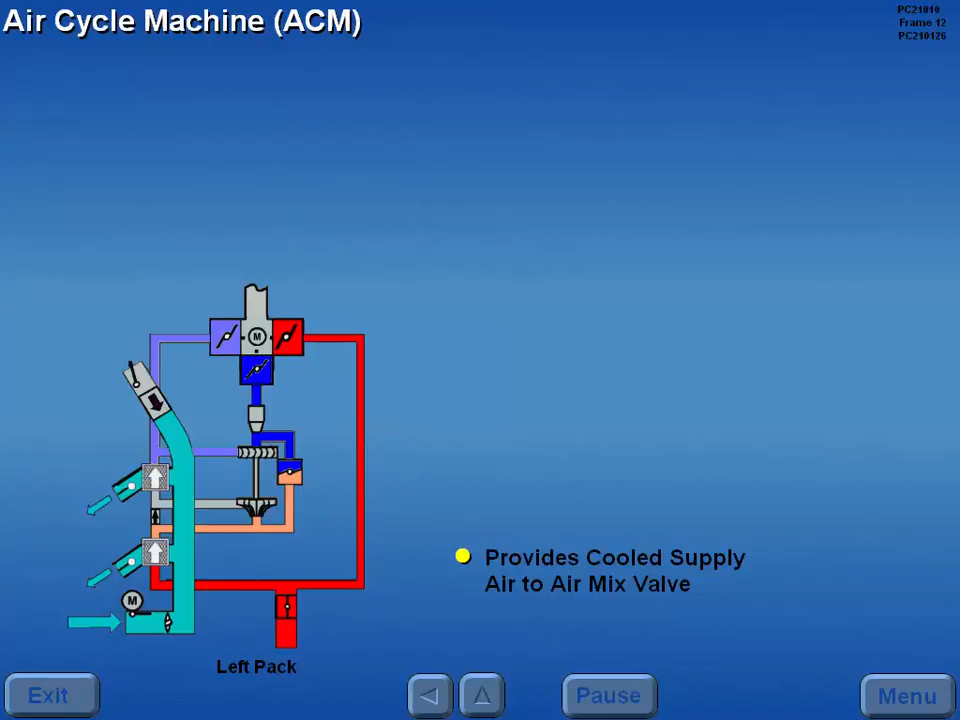 Air Cycle Machine (ACM)
PC21010
Frame 12
PC210126
M
M
Provides Cooled Supply
Air to Air Mix Valve
Left Pack
Exit
Pause
Menu